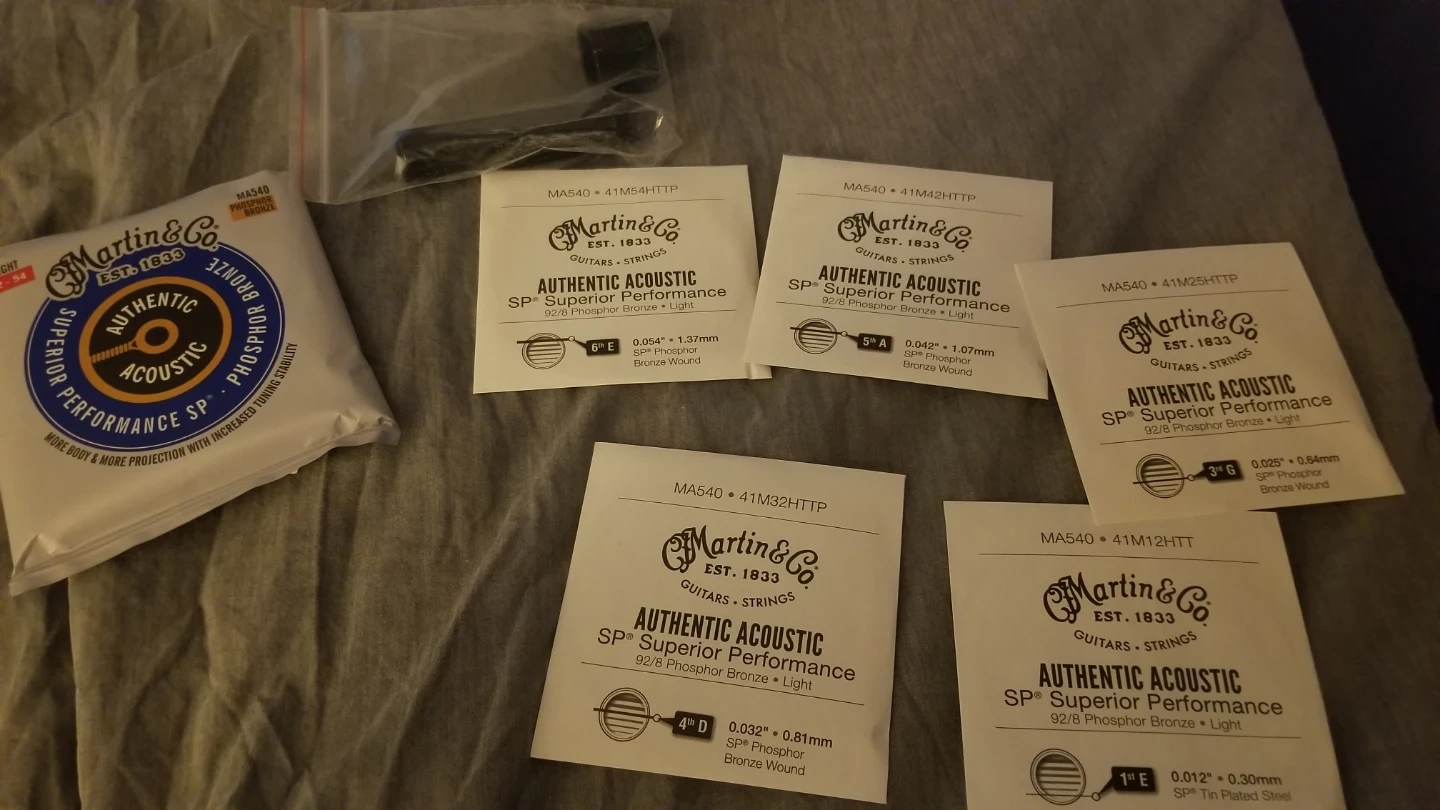 MA540
PHOSPHOR
BRONZE
Martin & Co.
EST. 1833
SUPERIOR PERFORMANCE SP® · PHOSPHOR BRONZE
AUTHENTIC
ACOUSTIC
MORE BODY & MORE PROJECTION WITH INCREASED TUNING STABILITY
MA540 • 41M54HTTP
Martin & Co.
EST. 1833
GUITARS • STRINGS
AUTHENTIC ACOUSTIC
SP® Superior Performance
92/8 Phosphor Bronze • Light
6th E
0.054" • 1.37mm
SP® Phosphor
Bronze Wound
MA540 • 41M42HTTP
Martin & Co.
EST. 1833
GUITARS • STRINGS
AUTHENTIC ACOUSTIC
SP® Superior Performance
92/8 Phosphor Bronze • Light
5th A
0.042" • 1.07mm
SP® Phosphor
Bronze Wound
MA540 • 41M25HTTP
Martin & Co.
EST. 1833
GUITARS • STRINGS
AUTHENTIC ACOUSTIC
SP® Superior Performance
92/8 Phosphor Bronze • Light
3rd G
0.025" • 0.64mm
SP® Phosphor
Bronze Wound
MA540 • 41M32HTTP
Martin & Co.
EST. 1833
GUITARS • STRINGS
AUTHENTIC ACOUSTIC
SP® Superior Performance
92/8 Phosphor Bronze • Light
4th D
0.032" • 0.81mm
SP® Phosphor
Bronze Wound
MA540 • 41M12HTT
Martin & Co.
EST. 1833
GUITARS • STRINGS
AUTHENTIC ACOUSTIC
SP® Superior Performance
92/8 Phosphor Bronze • Light
1st E
0.012" • 0.30mm
SP® Tin Plated Steel